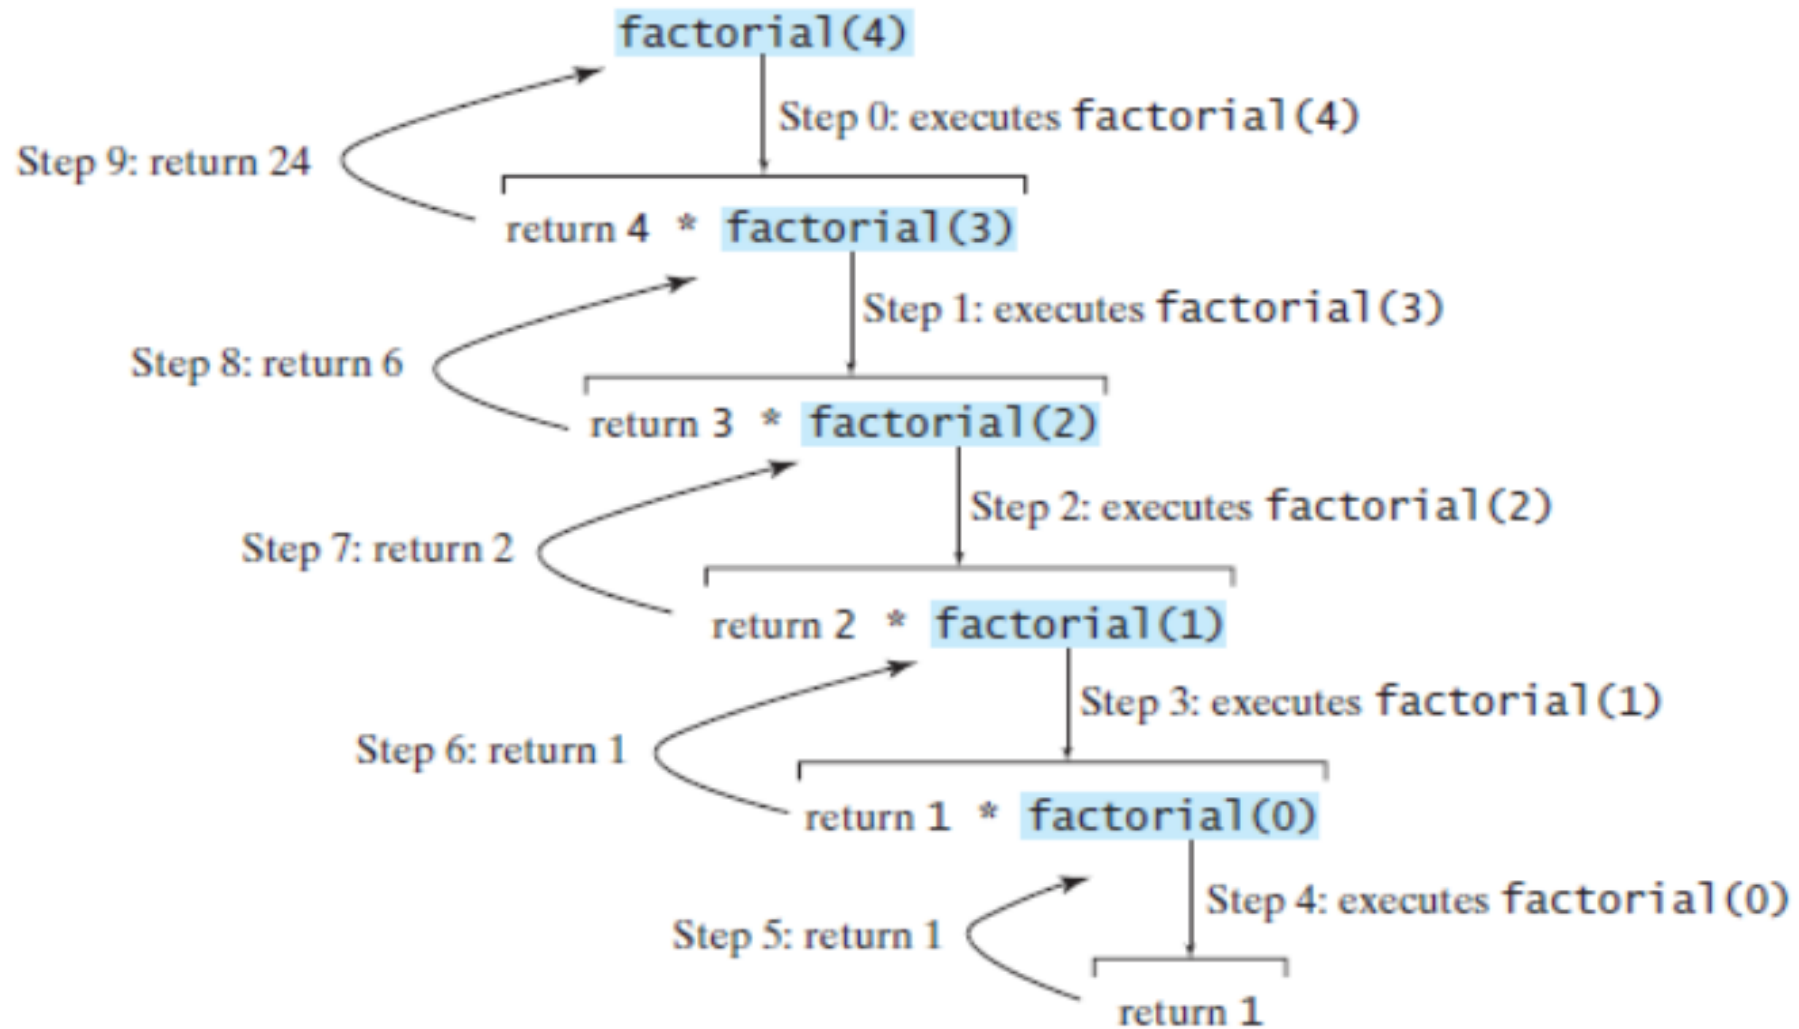 factorial(4)
Step 0: executes factorial(4)
Step 9: return 24
return 4 * factorial(3)
Step 1: executes factorial(3)
Step 8: return 6
return 3 * factorial(2)
Step 2: executes factorial(2)
Step 7: return 2
return 2 * factorial(1)
Step 3: executes factorial(1)
Step 6: return 1
return 1 * factorial(0)
Step 4: executes factorial(0)
Step 5: return 1
return 1